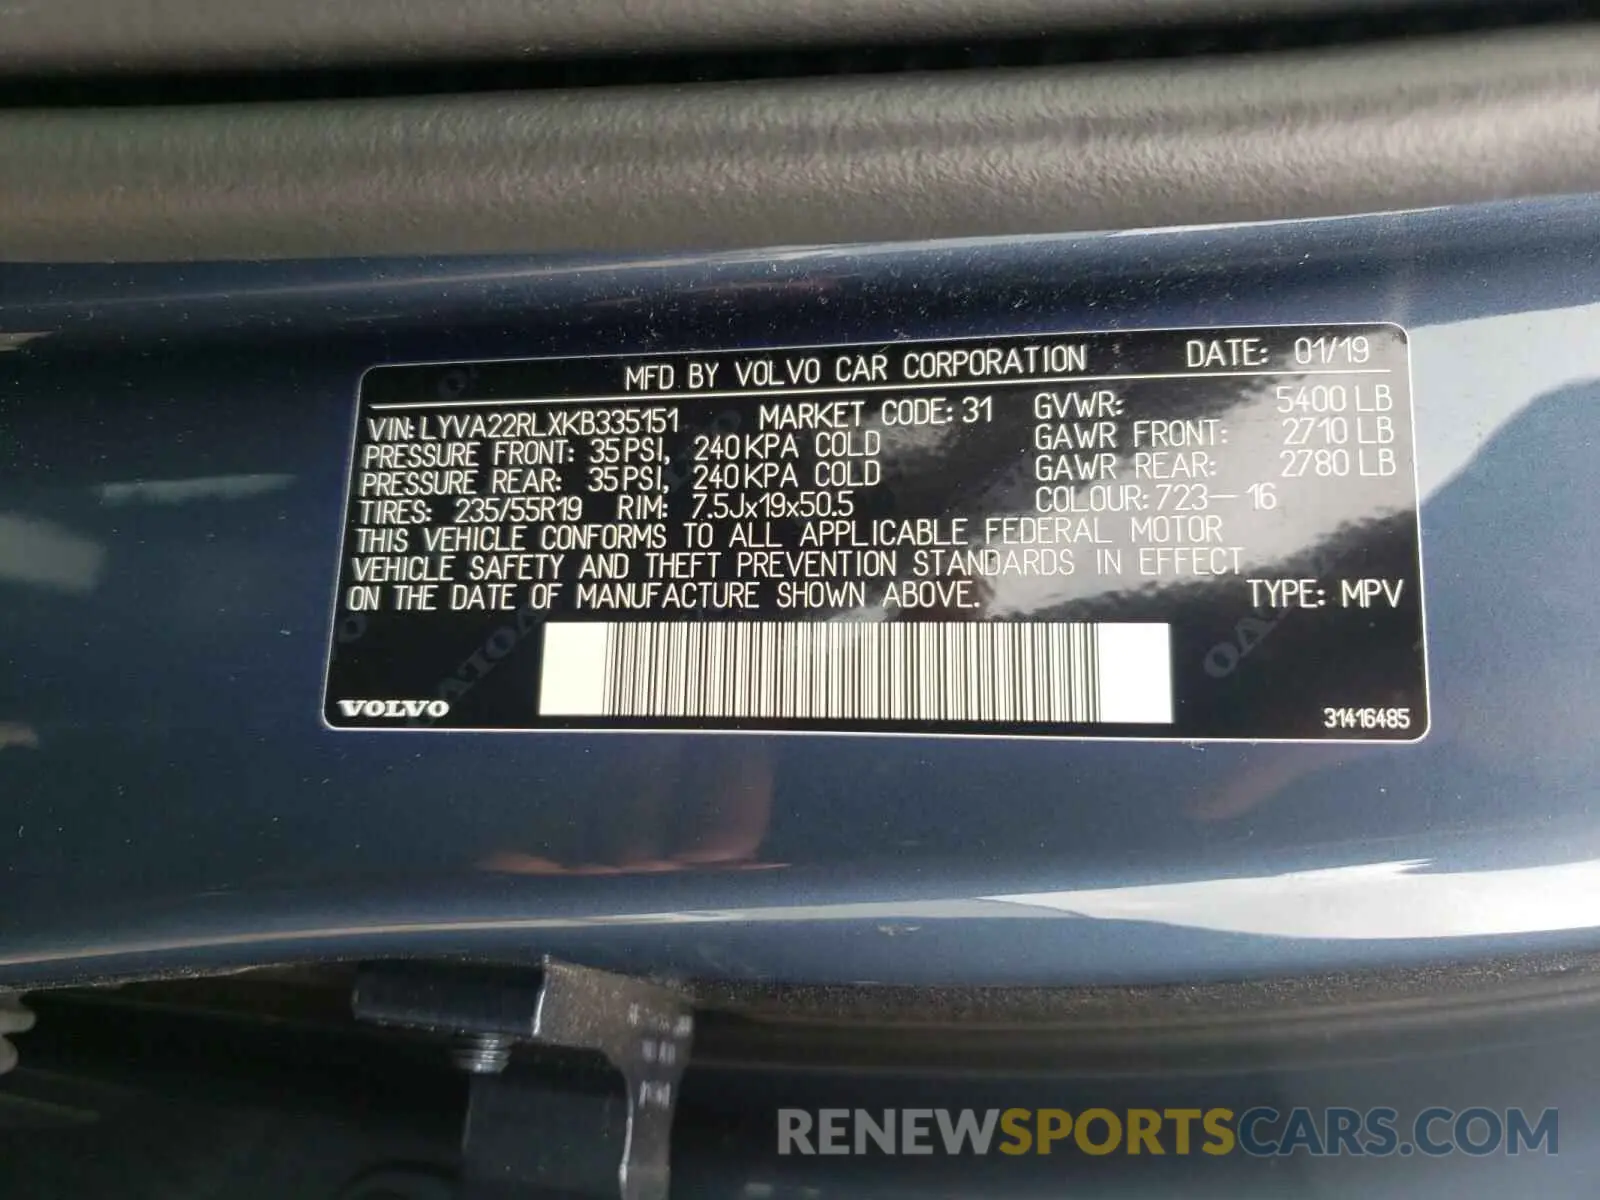 MFD BY VOLVO CAR CORPORATION DATE: 01/19
VIN: LYVA22RLXKB335151 MARKET CODE: 31 GVWR: 5400 LB
PRESSURE FRONT: 35 PSI, 240 KPA COLD GAWR FRONT: 2710 LB
PRESSURE REAR: 35 PSI, 240 KPA COLD GAWR REAR: 2780 LB
TIRES: 235/55R19 RIM: 7.5Jx19x50.5 COLOUR: 723-16
THIS VEHICLE CONFORMS TO ALL APPLICABLE FEDERAL MOTOR
VEHICLE SAFETY AND THEFT PREVENTION STANDARDS IN EFFECT
ON THE DATE OF MANUFACTURE SHOWN ABOVE. TYPE: MPV
VOLVO 31416485
RENEWSPORTSCARS.COM